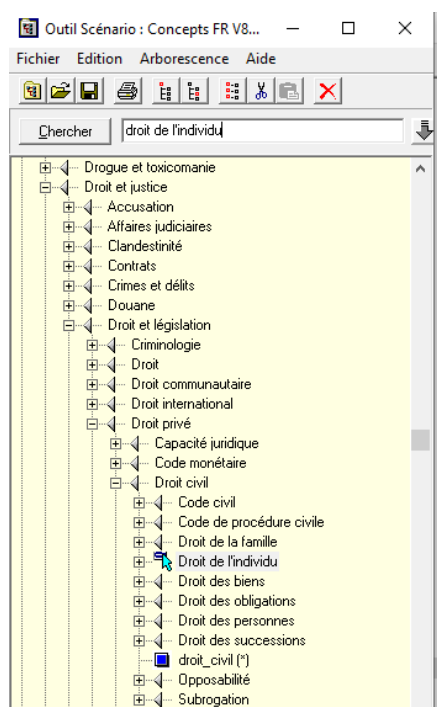 Outil Scénario : Concepts FR V8...
Fichier Edition Arborescence Aide
Chercher droit de l'individu
Drogue et toxicomanie
Droit et justice
Accusation
Affaires judiciaires
Clandestinité
Contrats
Crimes et délits
Douane
Droit et législation
Criminologie
Droit
Droit communautaire
Droit international
Droit privé
Capacité juridique
Code monétaire
Droit civil
Code civil
Code de procédure civile
Droit de la famille
Droit de l'individu
Droit des biens
Droit des obligations
Droit des personnes
Droit des successions
droit_civil (*)
Opposabilité
Subrogation